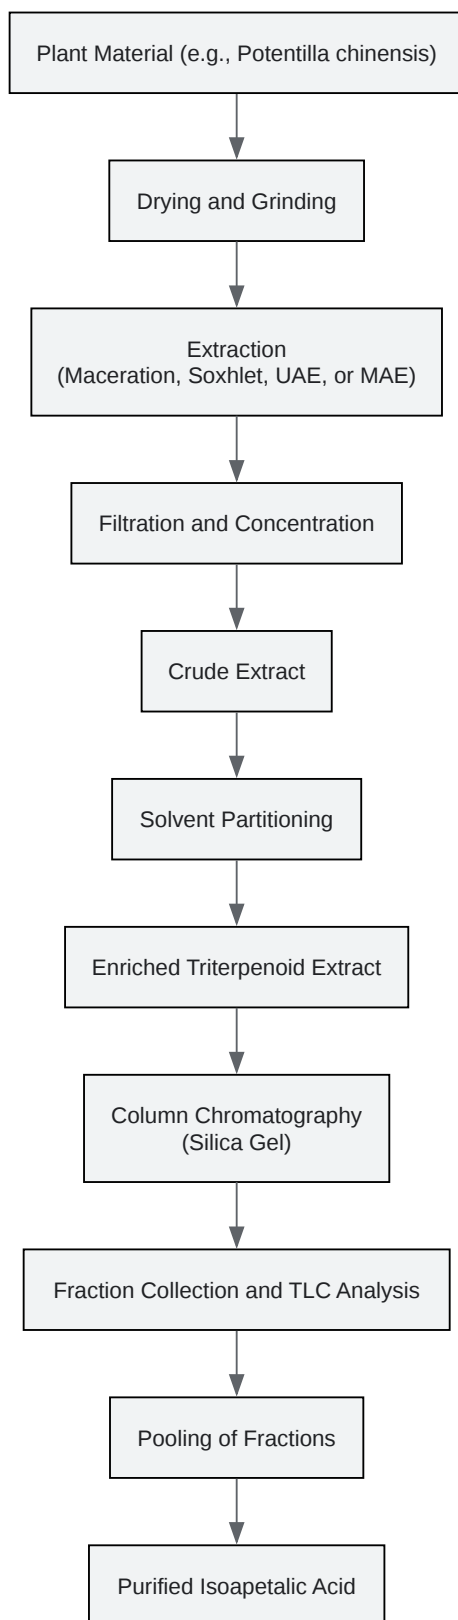 Plant Material (e.g., Potentilla chinensis)
Drying and Grinding
Extraction
(Maceration, Soxhlet, UAE, or MAE)
Filtration and Concentration
Crude Extract
Solvent Partitioning
Enriched Triterpenoid Extract
Column Chromatography
(Silica Gel)
Fraction Collection and TLC Analysis
Pooling of Fractions
Purified Isoapetalic Acid